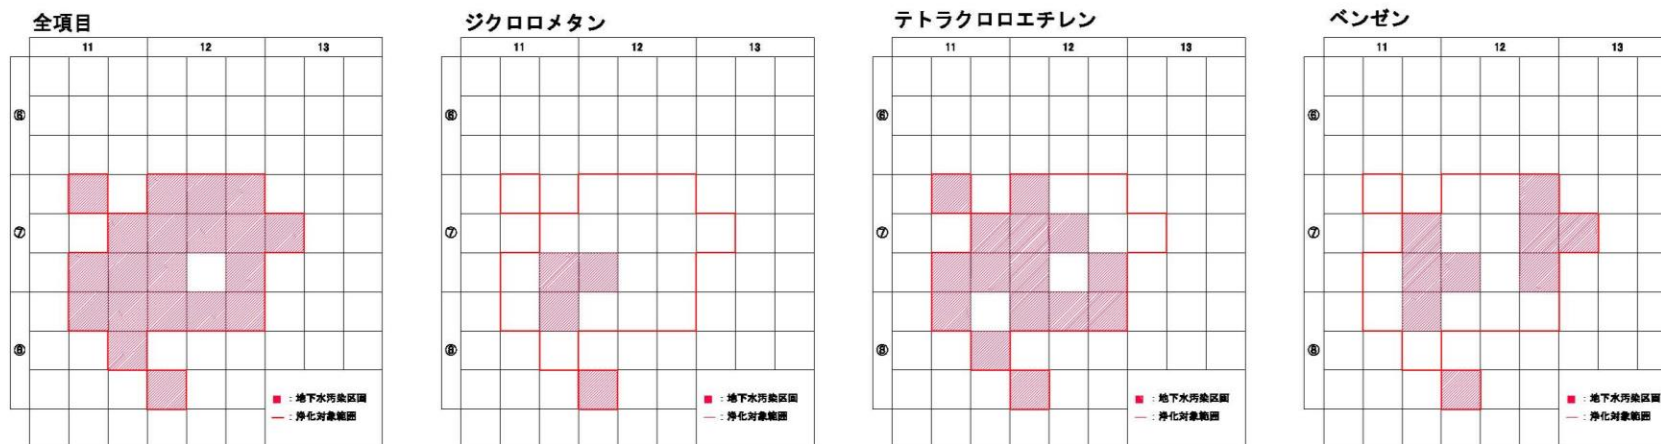 全項目
11 12 13
⑥
⑦
⑧
■ : 地下水汚染区画
― : 浄化対象範囲
ジクロロメタン
11 12 13
⑥
⑦
⑧
■ : 地下水汚染区画
― : 浄化対象範囲
テトラクロロエチレン
11 12 13
⑥
⑦
⑧
■ : 地下水汚染区画
― : 浄化対象範囲
ベンゼン
11 12 13
⑥
⑦
⑧
■ : 地下水汚染区画
― : 浄化対象範囲